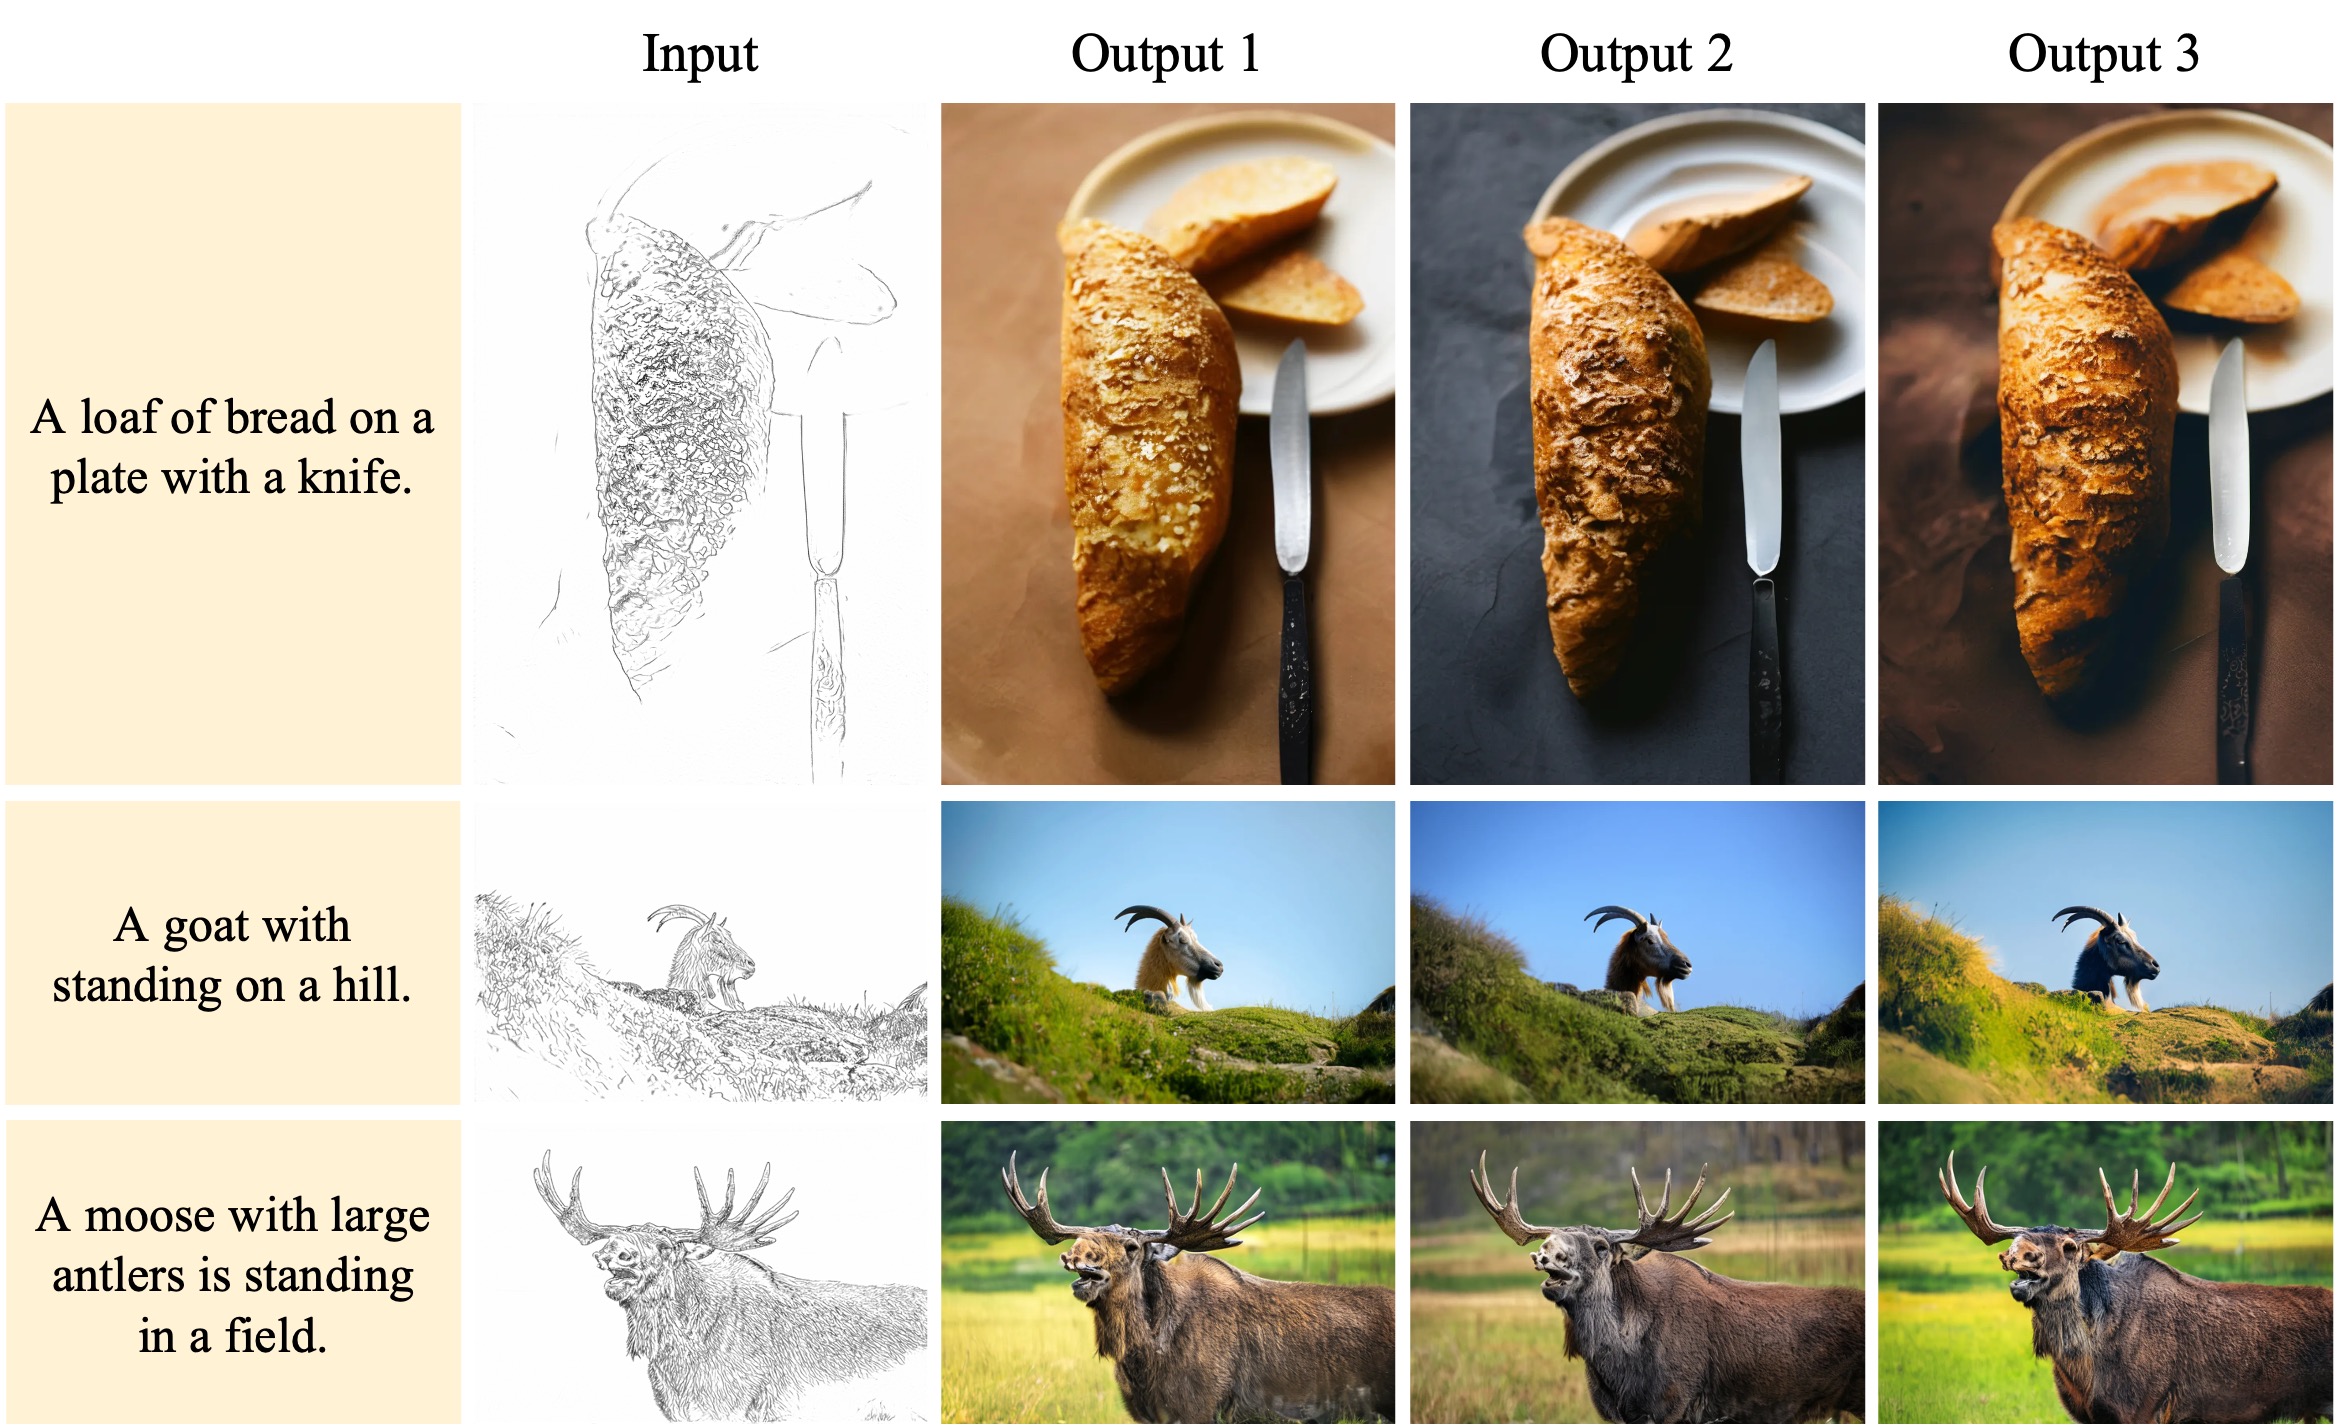 Input
Output 1
Output 2
Output 3
A loaf of bread on a
plate with a knife.
A goat with
standing on a hill.
A moose with large
antlers is standing
in a field.